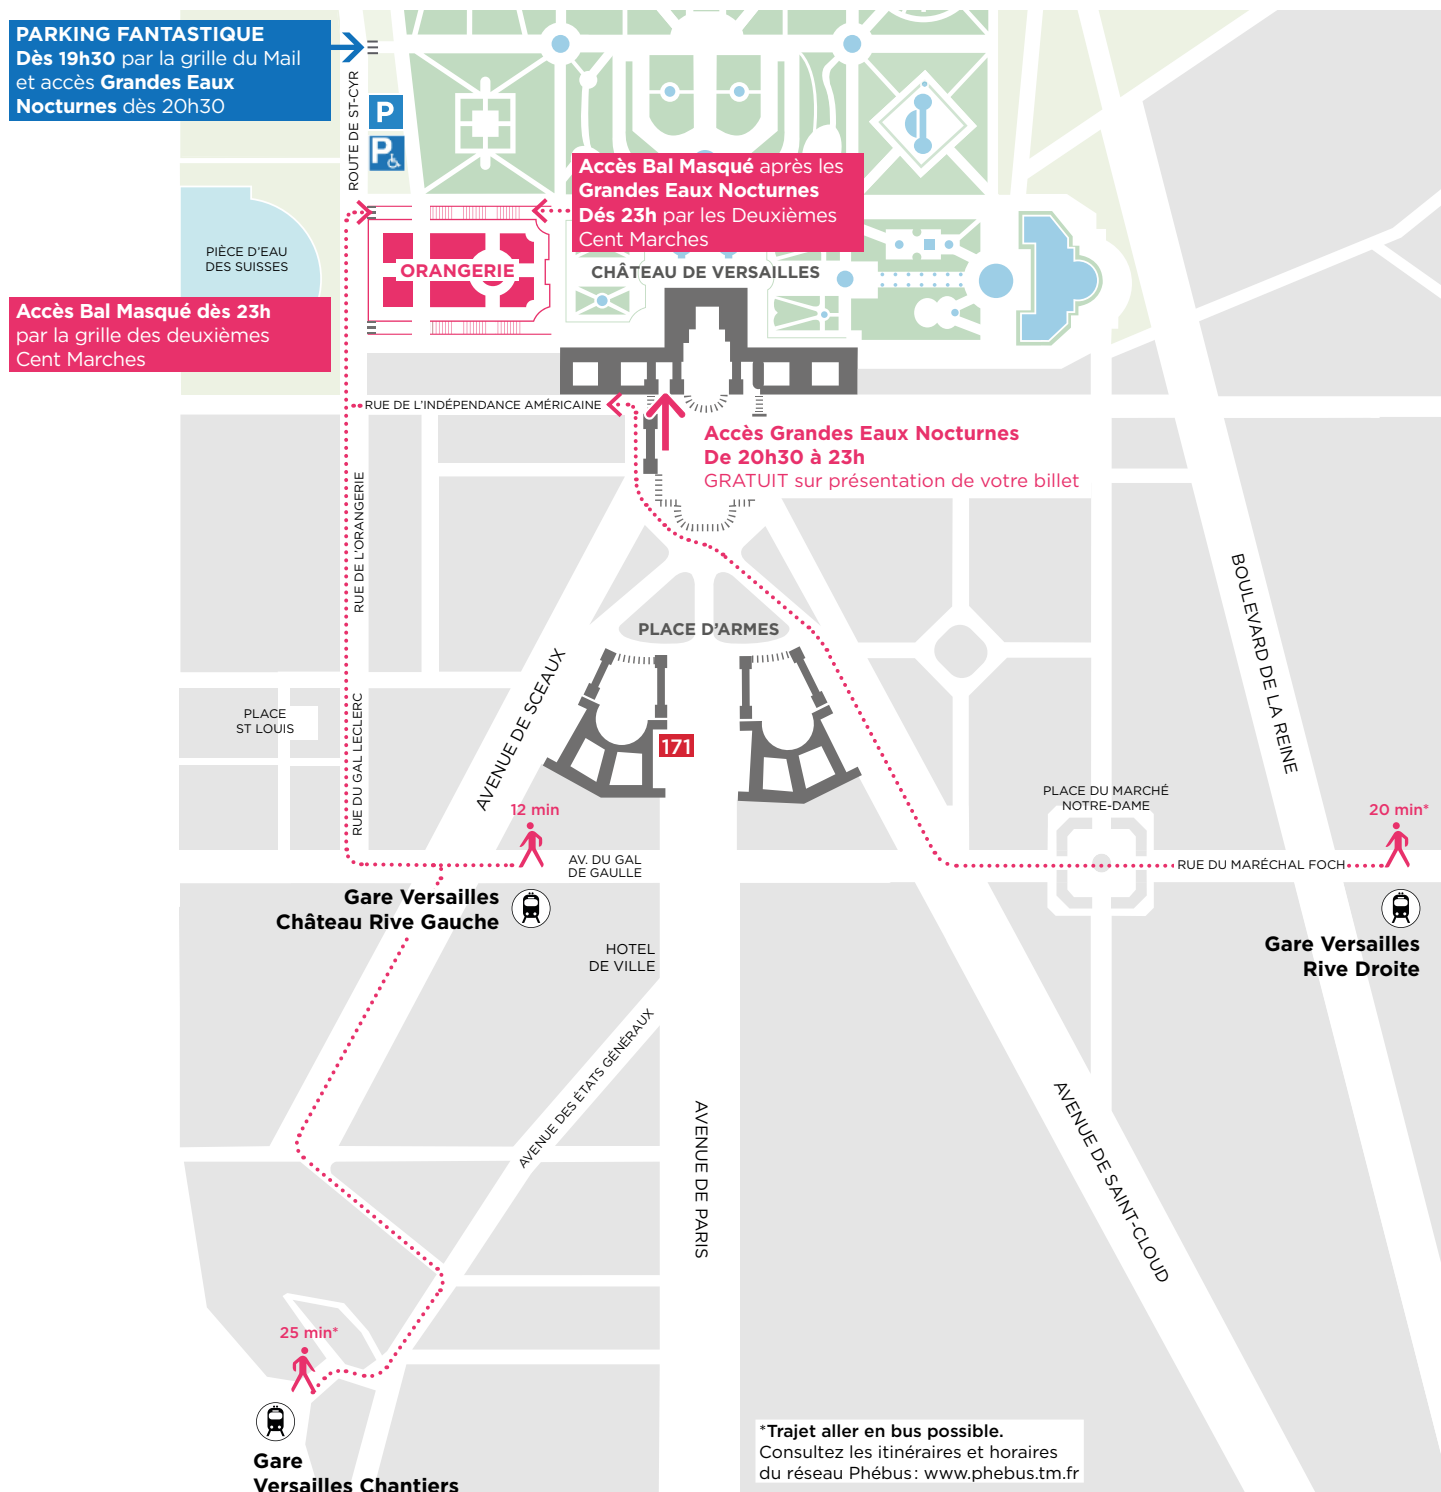 PARKING FANTASTIQUE
Dès 19h30 par la grille du Mail
et accès Grandes Eaux
Nocturnes dès 20h30
ROUTE DE ST-CYR
P
P
Accès Bal Masqué après les
Grandes Eaux Nocturnes
Dés 23h par les Deuxièmes
Cent Marches
PIÈCE D'EAU
DES SUISSES
ORANGERIE
CHÂTEAU DE VERSAILLES
Accès Bal Masqué dès 23h
par la grille des deuxièmes
Cent Marches
RUE DE L'INDÉPENDANCE AMÉRICAINE
Accès Grandes Eaux Nocturnes
De 20h30 à 23h
GRATUIT sur présentation de votre billet
RUE DE L'ORANGERIE
BOULEVARD DE LA REINE
PLACE D'ARMES
AVENUE DE SCEAUX
RUE DU GAL LECLERC
PLACE
ST LOUIS
171
PLACE DU MARCHÉ
NOTRE-DAME
12 min
20 min*
AV. DU GAL
DE GAULLE
RUE DU MARÉCHAL FOCH
Gare Versailles
Château Rive Gauche
Gare Versailles
Rive Droite
HOTEL
DE VILLE
AVENUE DES ÉTATS GÉNÉRAUX
AVENUE DE PARIS
AVENUE DE SAINT-CLOUD
25 min*
Gare
Versailles Chantiers
*Trajet aller en bus possible.
Consultez les itinéraires et horaires
du réseau Phébus : www.phebus.tm.fr